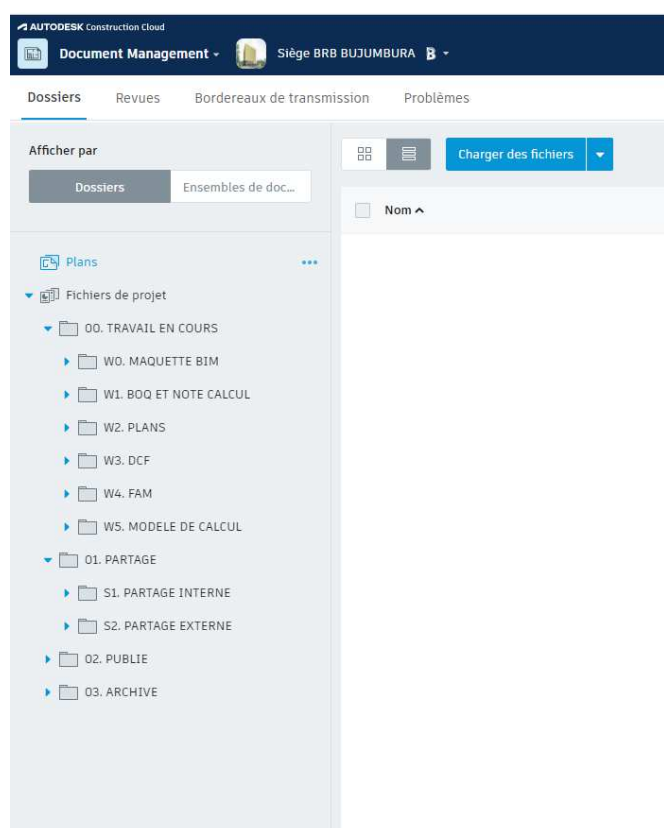 AUTODESK Construction Cloud
Document Management Siège BRB BUJUMBURA B
Dossiers Revues Bordereaux de transmission Problèmes
Afficher par
Charger des fichiers
Dossiers Ensembles de doc...
Nom
Plans
Fichiers de projet
00. TRAVAIL EN COURS
W0. MAQUETTE BIM
W1. BOQ ET NOTE CALCUL
W2. PLANS
W3. DCF
W4. FAM
W5. MODELE DE CALCUL
01. PARTAGE
S1. PARTAGE INTERNE
S2. PARTAGE EXTERNE
02. PUBLIE
03. ARCHIVE